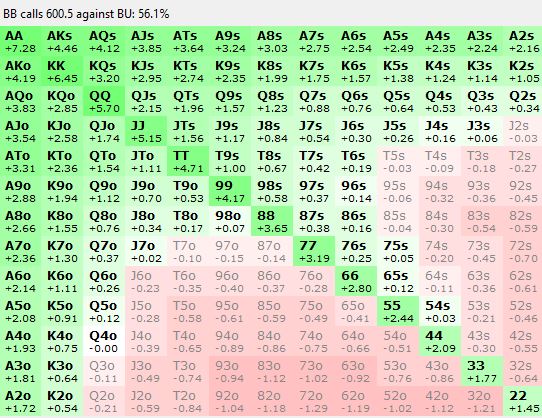 BB calls 600.5 against BU: 56.1%
AA AKs AQs AJs ATs A9s A8s A7s A6s A5s A4s A3s A2s
+7.28 +4.46 +4.12 +3.85 +3.64 +3.24 +3.03 +2.75 +2.54 +2.49 +2.35 +2.24 +2.16
AKo KK KQs KJs KTs K9s K8s K7s K6s K5s K4s K3s K2s
+4.19 +6.45 +3.20 +2.95 +2.74 +2.35 +1.99 +1.75 +1.57 +1.38 +1.24 +1.14 +1.05
AQo KQo QQ QJs QTs Q9s Q8s Q7s Q6s Q5s Q4s Q3s Q2s
+3.83 +2.85 +5.70 +2.15 +1.96 +1.57 +1.23 +0.88 +0.76 +0.64 +0.53 +0.43 +0.34
AJo KJo QJo JJ JTs J9s J8s J7s J6s J5s J4s J3s J2s
+3.54 +2.58 +1.74 +5.15 +1.56 +1.17 +0.84 +0.54 +0.30 +0.26 +0.16 +0.06 -0.03
ATo KTo QTo JTo TT T9s T8s T7s T6s T5s T4s T3s T2s
+3.31 +2.36 +1.54 +1.11 +4.71 +1.00 +0.67 +0.42 +0.19 -0.03 -0.09 -0.18 -0.27
A9o K9o Q9o J9o T9o 99 98s 97s 96s 95s 94s 93s 92s
+2.88 +1.94 +1.12 +0.70 +0.53 +4.17 +0.58 +0.37 +0.14 -0.06 -0.32 -0.36 -0.45
A8o K8o Q8o J8o T8o 98o 88 87s 86s 85s 84s 83s 82s
+2.66 +1.55 +0.76 +0.34 +0.17 +0.07 +3.65 +0.38 +0.16 -0.04 -0.30 -0.54 -0.59
A7o K7o Q7o J7o T7o 97o 87o 77 76s 75s 74s 73s 72s
+2.36 +1.30 +0.37 +0.02 -0.10 -0.15 -0.14 +3.19 +0.25 +0.05 -0.20 -0.45 -0.70
A6o K6o Q6o J6o T6o 96o 86o 76o 66 65s 64s 63s 62s
+2.14 +1.11 +0.26 -0.23 -0.35 -0.40 -0.37 -0.28 +2.80 +0.12 -0.11 -0.36 -0.61
A5o K5o Q5o J5o T5o 95o 85o 75o 65o 55 54s 53s 52s
+2.08 +0.91 +0.12 -0.28 -0.58 -0.61 -0.59 -0.49 -0.41 +2.44 +0.03 -0.21 -0.46
A4o K4o Q4o J4o T4o 94o 84o 74o 64o 54o 44 43s 42s
+1.93 +0.75 -0.00 -0.39 -0.65 -0.89 -0.86 -0.75 -0.66 -0.51 +2.09 -0.30 -0.55
A3o K3o Q3o J3o T3o 93o 83o 73o 63o 53o 43o 33 32s
+1.81 +0.64 -0.11 -0.49 -0.74 -0.94 -1.12 -1.02 -0.92 -0.76 -0.86 +1.77 -0.64
A2o K2o Q2o J2o T2o 92o 82o 72o 62o 52o 42o 32o 22
+1.72 +0.54 -0.21 -0.59 -0.84 -1.04 -1.18 -1.29 -1.19 -1.02 -1.12 -1.21 +1.45